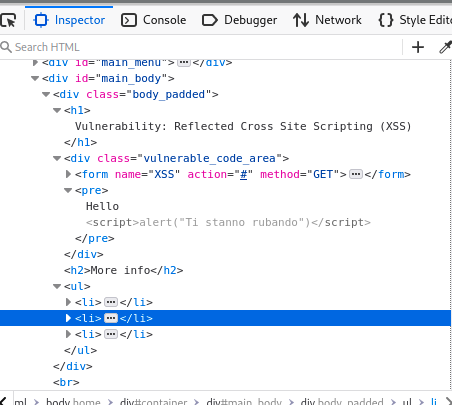 Inspector Console Debugger Network {} Style Edito
Search HTML +
<div id="main_menu"> ••• </div>
<div id="main_body">
<div class="body_padded">
<h1>
Vulnerability: Reflected Cross Site Scripting (XSS)
</h1>
<div class="vulnerable_code_area">
<form name="XSS" action="#" method="GET"> ••• </form>
<pre>
Hello
<script>alert("Ti stanno rubando")</script>
</pre>
</div>
<h2>More info</h2>
<ul>
<li> ••• </li>
<li> ••• </li>
<li> ••• </li>
</ul>
</div>
<br>
ml > body.home > div#container > div#main_body > div.body_padded > ul > li